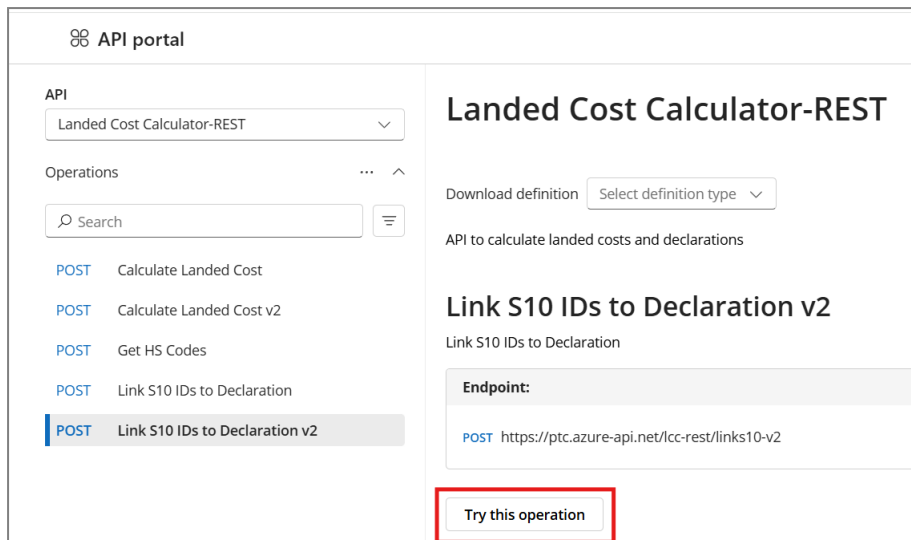 API portal
API
Landed Cost Calculator-REST
Operations
Search
POST Calculate Landed Cost
POST Calculate Landed Cost v2
POST Get HS Codes
POST Link S10 IDs to Declaration
POST Link S10 IDs to Declaration v2
Landed Cost Calculator-REST
Download definition Select definition type
API to calculate landed costs and declarations
Link S10 IDs to Declaration v2
Link S10 IDs to Declaration
Endpoint:
POST https://ptc.azure-api.net/lcc-rest/links10-v2
Try this operation